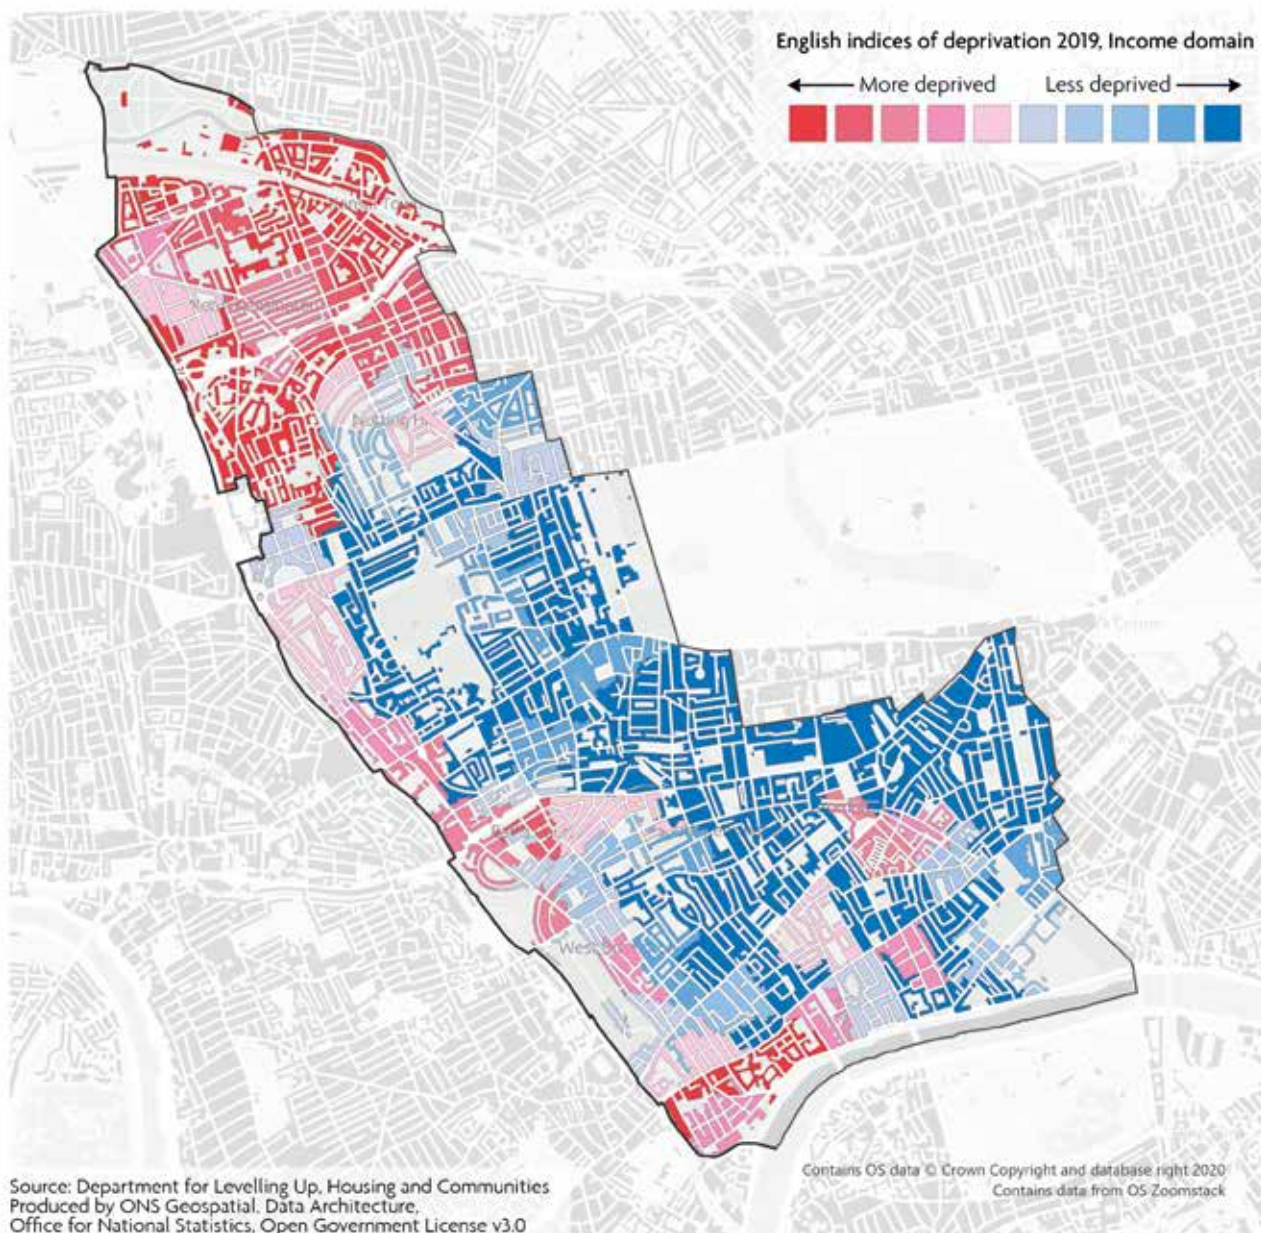 English indices of deprivation 2019, Income domain
More deprived Less deprived
Notting
West
Source: Department for Levelling Up, Housing and Communities
Produced by ONS Geospatial. Data Architecture,
Office for National Statistics, Open Government License v3.0
Contains OS data © Crown Copyright and database right 2020
Contains data from OS Zoomstack